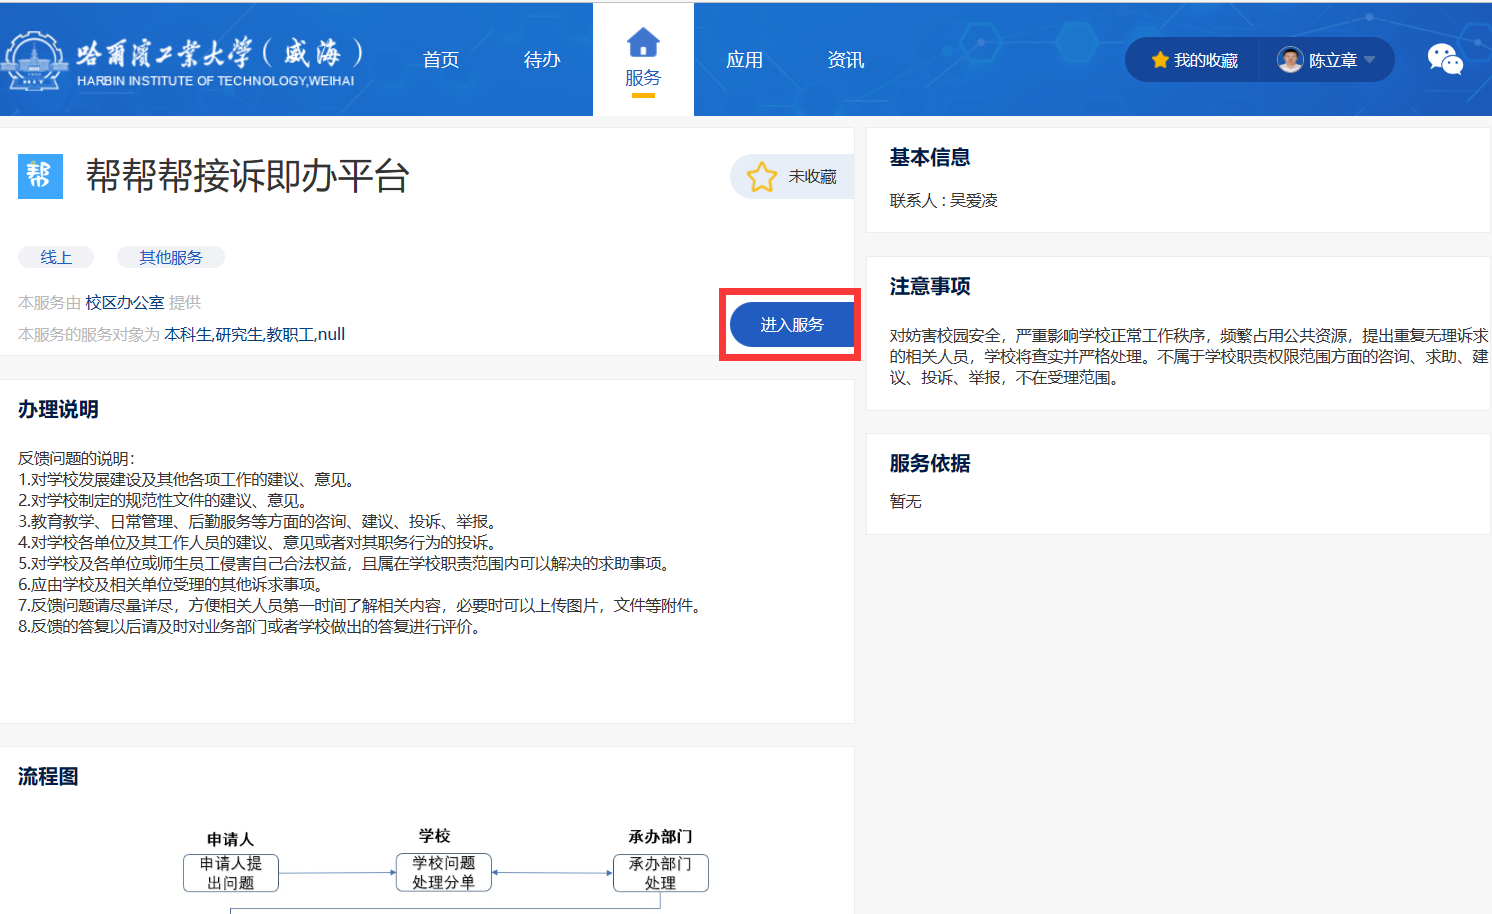 哈爾濱工業大學(威海)
HARBIN INSTITUTE OF TECHNOLOGY,WEIHAI
首页
待办
服务
应用
资讯
我的收藏
陈立章
帮
帮帮帮接诉即办平台
未收藏
线上
其他服务
本服务由 校区办公室 提供
本服务的服务对象为 本科生,研究生,教职工,null
进入服务
办理说明
反馈问题的说明：
1.对学校发展建设及其他各项工作的建议、意见。
2.对学校制定的规范性文件的建议、意见。
3.教育教学、日常管理、后勤服务等方面的咨询、建议、投诉、举报。
4.对学校各单位及其工作人员的建议、意见或者对其职务行为的投诉。
5.对学校及各单位或师生员工侵害自己合法权益，且属在学校职责范围内可以解决的求助事项。
6.应由学校及相关单位受理的其他诉求事项。
7.反馈问题请尽量详尽，方便相关人员第一时间了解相关内容，必要时可以上传图片，文件等附件。
8.反馈的答复以后请及时对业务部门或者学校做出的答复进行评价。
流程图
申请人
学校
承办部门
申请人提
出问题
学校问题
处理分单
承办部门
处理
基本信息
联系人 : 吴爱凌
注意事项
对妨害校园安全，严重影响学校正常工作秩序，频繁占用公共资源，提出重复无理诉求
的相关人员，学校将查实并严格处理。不属于学校职责权限范围方面的咨询、求助、建
议、投诉、举报，不在受理范围。
服务依据
暂无